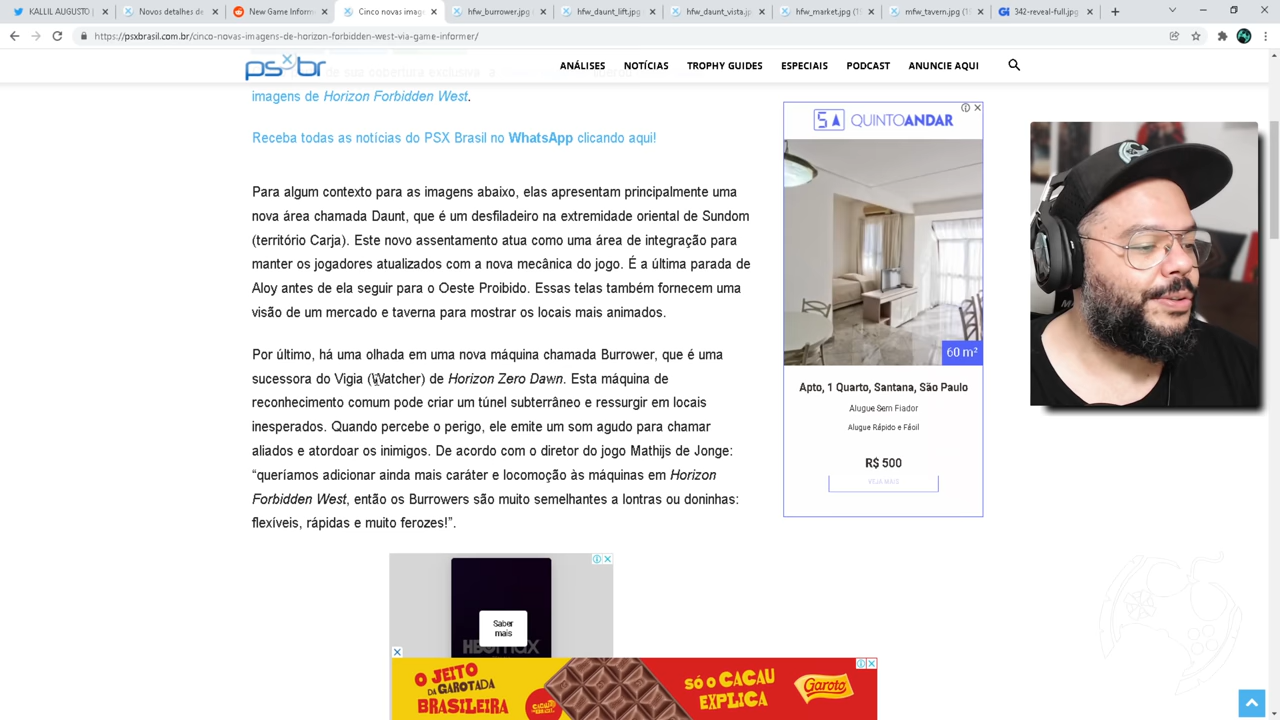 KALLIL AUGUSTO |
Novos detalhes de
New Game Inform
Cinco novas imag
hfw_burrower.jpg
hfw_daunt_lift.jpg
hfw_daunt_vista.jp
hfw_market.jpg
mfw_tavern.jpg
342-reveal-full.jpg
https://psxbrasil.com.br/cinco-novas-imagens-de-horizon-forbidden-west-via-game-informer/
psxbr
ANÁLISES
NOTÍCIAS
TROPHY GUIDES
ESPECIAIS
PODCAST
ANUNCIE AQUI
imagens de Horizon Forbidden West.
Receba todas as notícias do PSX Brasil no WhatsApp clicando aqui!
Para algum contexto para as imagens abaixo, elas apresentam principalmente uma
nova área chamada Daunt, que é um desfiladeiro na extremidade oriental de Sundom
(território Carja). Este novo assentamento atua como uma área de integração para
manter os jogadores atualizados com a nova mecânica do jogo. É a última parada de
Aloy antes de ela seguir para o Oeste Proibido. Essas telas também fornecem uma
visão de um mercado e taverna para mostrar os locais mais animados.
Por último, há uma olhada em uma nova máquina chamada Burrower, que é uma
sucessora do Vigia (Watcher) de Horizon Zero Dawn. Esta máquina de
reconhecimento comum pode criar um túnel subterrâneo e ressurgir em locais
inesperados. Quando percebe o perigo, ele emite um som agudo para chamar
aliados e atordoar os inimigos. De acordo com o diretor do jogo Mathijs de Jonge:
“queríamos adicionar ainda mais caráter e locomoção às máquinas em Horizon
Forbidden West, então os Burrowers são muito semelhantes a lontras ou doninhas:
flexíveis, rápidas e muito ferozes!”.
QUINTOANDAR
60 m²
Apto, 1 Quarto, Santana, São Paulo
Alugue Sem Fiador
Alugue Rápido e Fáoil
R$ 500
VEJA MAIS
Saber
mais
HBOMAX
O JEITO
DA GAROTADA
BRASILEIRA
SÓ O CACAU
EXPLICA
Garoto